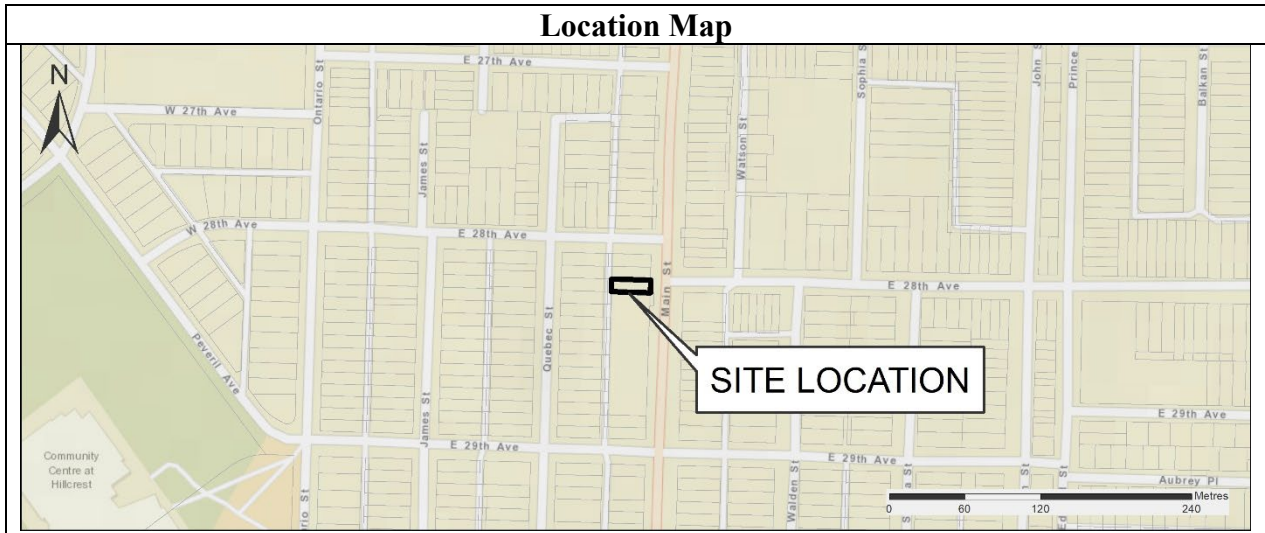 Location Map
N
E 27th Ave
W 27th Ave
Ontario St
James St
Sophia S
John S
Prince
Balkan St
Watson St
W 28th Ave
E 28th Ave
Main St
E 28th Ave
Quebec St
Peveril Ave
SITE LOCATION
James St
E 29th Ave
E 29th Ave
E 29th Ave
Community
Centre at
Hillcrest
Walden St
Aubrey Pl
Metres
0 60 120 240